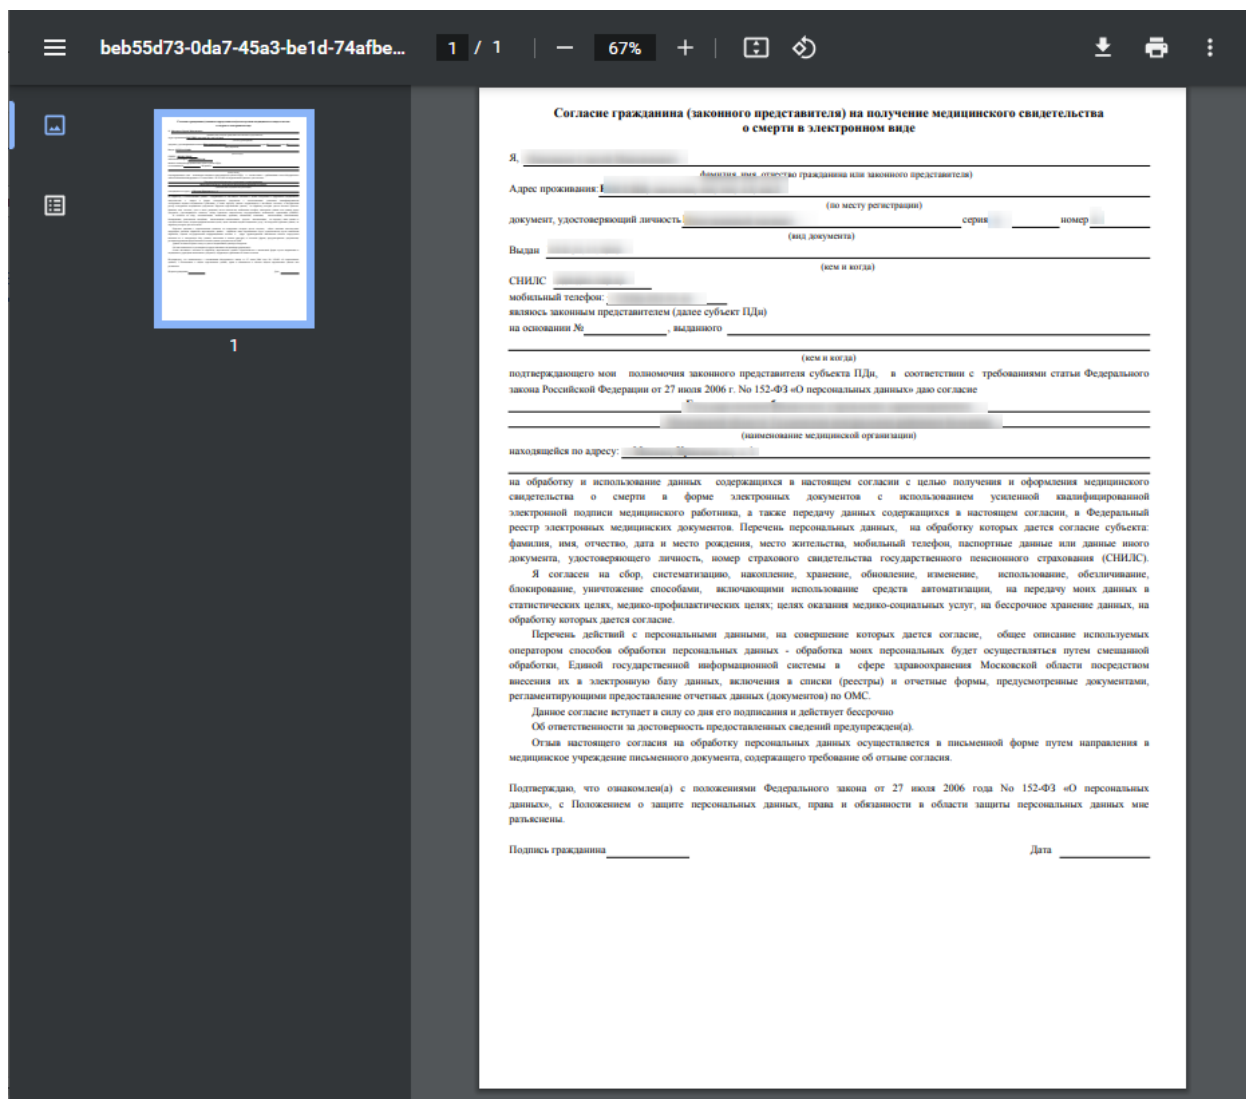 beb55d73-0da7-45a3-be1d-74afbe...
1 / 1
67%
1
Согласие гражданина (законного представителя) на получение медицинского свидетельства
о смерти в электронном виде
Я,
фамилия, имя, отчество гражданина или законного представителя)
Адрес проживания:
(по месту регистрации)
документ, удостоверяющий личность серия номер
(вид документа)
Выдан
(кем и когда)
СНИЛС
мобильный телефон:
являюсь законным представителем (далее субъект ПДн)
на основании № , выданного
(кем и когда)
подтверждающего мои полномочия законного представителя субъекта ПДн, в соответствии с требованиями статьи Федерального
закона Российской Федерации от 27 июля 2006 г. No 152-ФЗ «О персональных данных» даю согласие
(наименование медицинской организации)
находящейся по адресу:
на обработку и использование данных содержащихся в настоящем согласии с целью получения и оформления медицинского
свидетельства о смерти в форме электронных документов с использованием усиленной квалифицированной
электронной подписи медицинского работника, а также передачу данных содержащихся в настоящем согласии, в Федеральный
реестр электронных медицинских документов. Перечень персональных данных, на обработку которых дается согласие субъекта:
фамилия, имя, отчество, дата и место рождения, место жительства, мобильный телефон, паспортные данные или данные иного
документа, удостоверяющего личность, номер страхового свидетельства государственного пенсионного страхования (СНИЛС).
Я согласен на сбор, систематизацию, накопление, хранение, обновление, изменение, использование, обезличивание,
блокирование, уничтожение способами, включающими использование средств автоматизации, на передачу моих данных в
статистических целях, медико-профилактических целях; целях оказания медико-социальных услуг, на бессрочное хранение данных, на
обработку которых дается согласие.
Перечень действий с персональными данными, на совершение которых дается согласие, общее описание используемых
оператором способов обработки персональных данных - обработка моих персональных будет осуществляться путем смешанной
обработки, Единой государственной информационной системы в сфере здравоохранения Московской области посредством
внесения их в электронную базу данных, включения в списки (реестры) и отчетные формы, предусмотренные документами,
регламентирующими предоставление отчетных данных (документов) по ОМС.
Данное согласие вступает в силу со дня его подписания и действует бессрочно
Об ответственности за достоверность предоставленных сведений предупрежден(а).
Отзыв настоящего согласия на обработку персональных данных осуществляется в письменной форме путем направления в
медицинское учреждение письменного документа, содержащего требование об отзыве согласия.
Подтверждаю, что ознакомлен(а) с положениями Федерального закона от 27 июля 2006 года No 152-ФЗ «О персональных
данных», с Положением о защите персональных данных, права и обязанности в области защиты персональных данных мне
разъяснены.
Подпись гражданина Дата